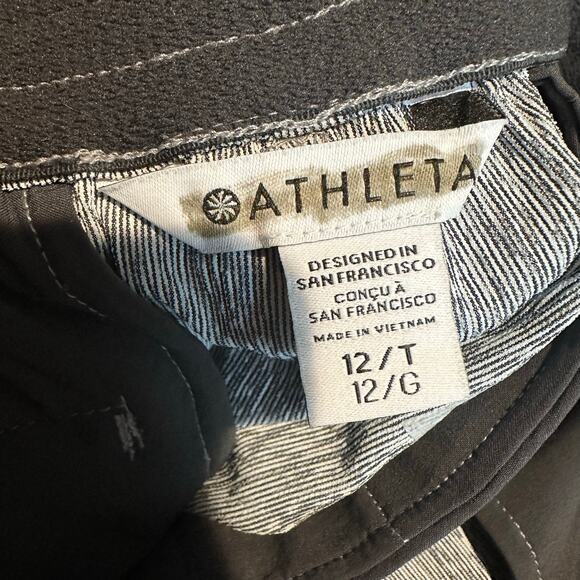 ATHLETA
DESIGNED IN
SAN FRANCISCO
CONÇU À
SAN FRANCISCO
MADE IN VIETNAM
12/T
12/G